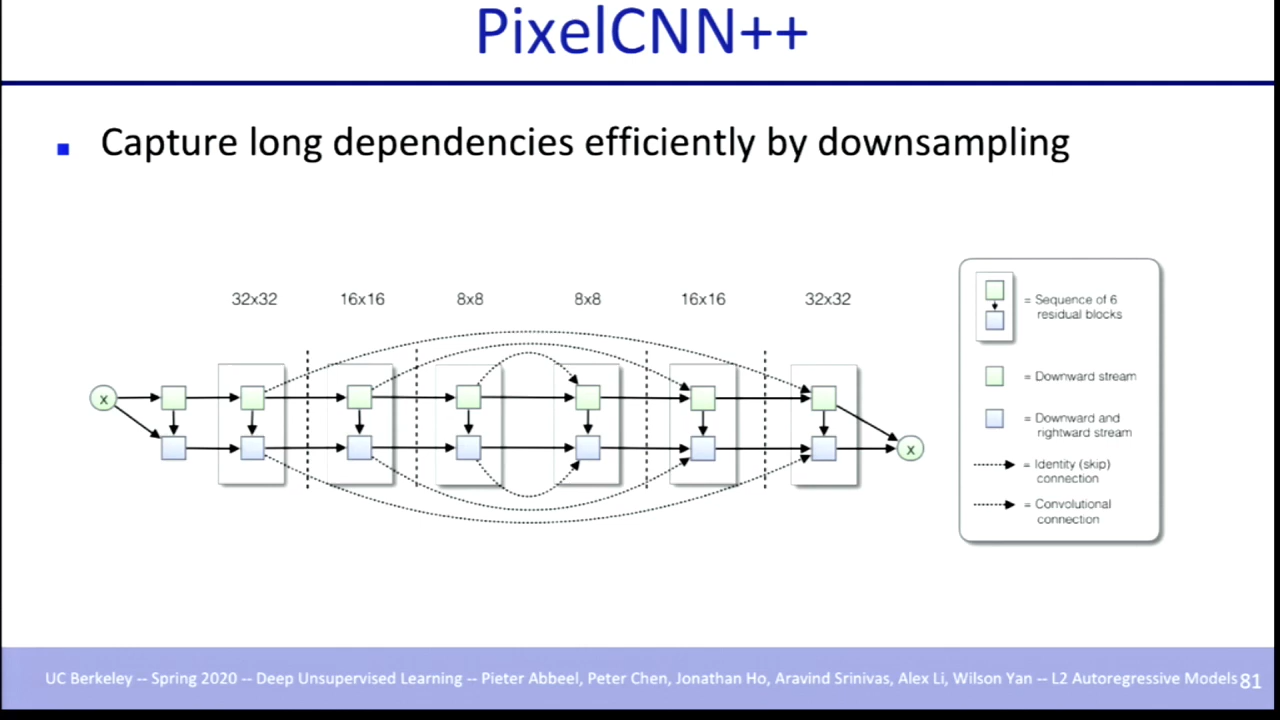 PixelCNN++
Capture long dependencies efficiently by downsampling
32x32 16x16 8x8 8x8 16x16 32x32
x
x
= Sequence of 6
residual blocks
= Downward stream
= Downward and
rightward stream
= Identity (skip)
connection
= Convolutional
connection
UC Berkeley -- Spring 2020 -- Deep Unsupervised Learning -- Pieter Abbeel, Peter Chen, Jonathan Ho, Aravind Srinivas, Alex Li, Wilson Yan -- L2 Autoregressive Models 81